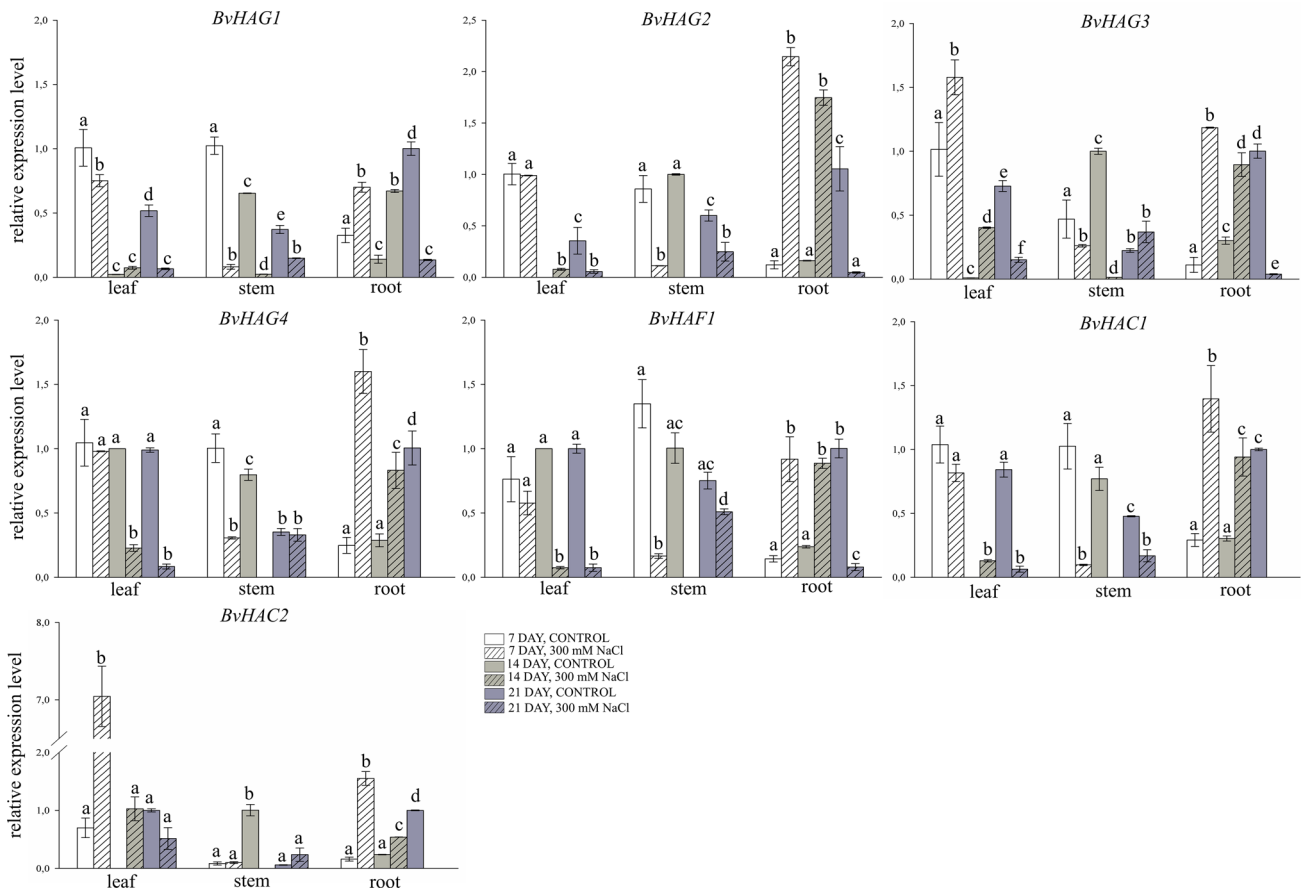 BvHAG1
relative expression level
2,0
1,5
1,0
0,5
0,0
a
b
c
c
d
c
a
b
c
d
e
b
a
b
c
b
d
c
leaf
stem
root
BvHAG2
2,5
2,0
1,5
1,0
0,5
0,0
a
a
b
c
b
a
b
a
c
d
a
b
a
b
c
a
leaf
stem
root
BvHAG3
2,0
1,5
1,0
0,5
0,0
a
b
c
d
e
f
a
b
c
d
b
b
a
b
c
d
d
e
leaf
stem
root
BvHAG4
relative expression level
2,0
1,5
1,0
0,5
0,0
a
a
a
b
a
b
a
b
c
b
b
a
b
a
c
d
leaf
stem
root
BvHAF1
2,0
1,5
1,0
0,5
0,0
a
a
a
b
a
b
a
b
ac
ac
d
a
b
a
b
b
c
leaf
stem
root
BvHAC1
2,0
1,5
1,0
0,5
0,0
a
a
b
a
b
a
b
a
c
b
a
b
c
c
c
leaf
stem
root
BvHAC2
relative expression level
8,0
7,0
2,0
1,0
0,0
a
b
a
a
a
a
a
b
a
a
a
b
a
c
d
leaf
stem
root
7 DAY, CONTROL
7 DAY, 300 mM NaCl
14 DAY, CONTROL
14 DAY, 300 mM NaCl
21 DAY, CONTROL
21 DAY, 300 mM NaCl